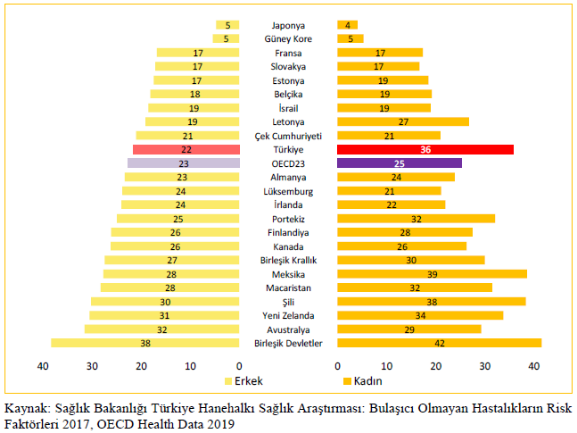 5 Japonya 4
5 Güney Kore 5
17 Fransa 17
17 Slovakya 17
17 Estonya 19
18 Belçika 19
19 İsrail 19
19 Letonya 27
21 Çek Cumhuriyeti 21
22 Türkiye 36
23 OECD23 25
23 Almanya 24
24 Lüksemburg 21
24 İrlanda 22
25 Portekiz 32
26 Finlandiya 28
26 Kanada 26
27 Birleşik Krallık 30
28 Meksika 39
28 Macaristan 32
30 Şili 38
31 Yeni Zelanda 34
32 Avustralya 29
38 Birleşik Devletler 42
40 30 20 10 0 0 10 20 30 40
Erkek Kadın
Kaynak: Sağlık Bakanlığı Türkiye Hanehalkı Sağlık Araştırması: Bulaşıcı Olmayan Hastalıkların Risk
Faktörleri 2017, OECD Health Data 2019